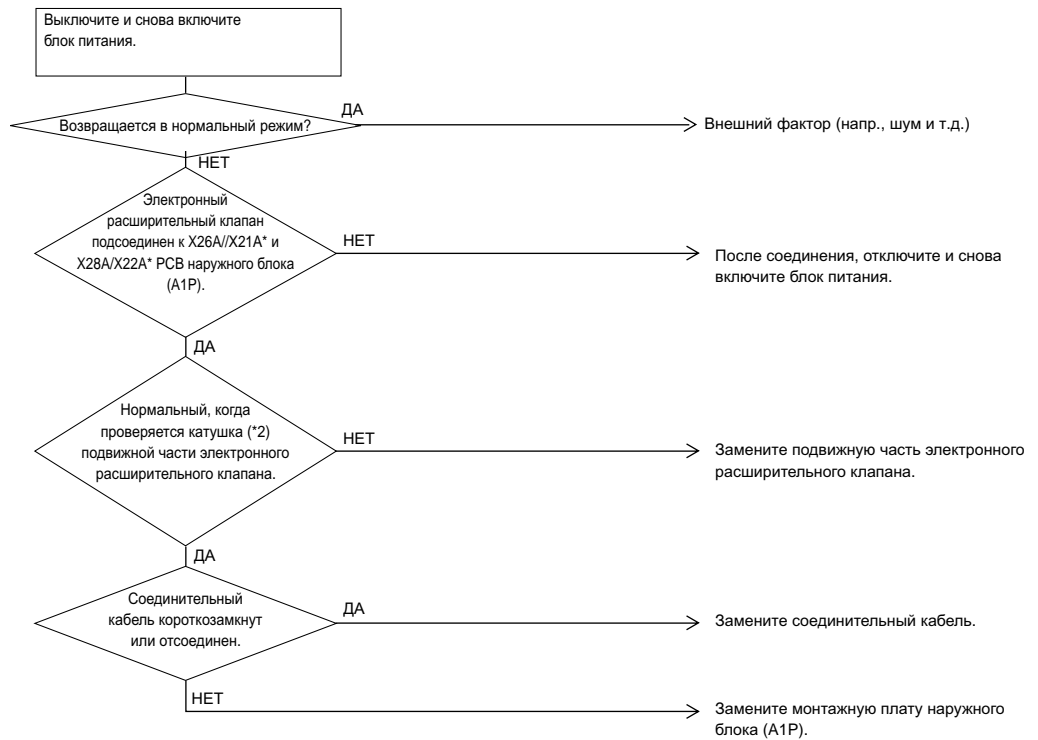 Выключите и снова включите
блок питания.
Возвращается в нормальный режим?
ДА
Внешний фактор (напр., шум и т.д.)
НЕТ
Электронный
расширительный клапан
подсоединен к X26A//X21A* и
X28A/X22A* PCB наружного блока
(A1P).
НЕТ
После соединения, отключите и снова
включите блок питания.
ДА
Нормальный, когда
проверяется катушка (*2)
подвижной части электронного
расширительного клапана.
НЕТ
Замените подвижную часть электронного
расширительного клапана.
ДА
Соединительный
кабель короткозамкнут
или отсоединен.
ДА
Замените соединительный кабель.
НЕТ
Замените монтажную плату наружного
блока (A1P).